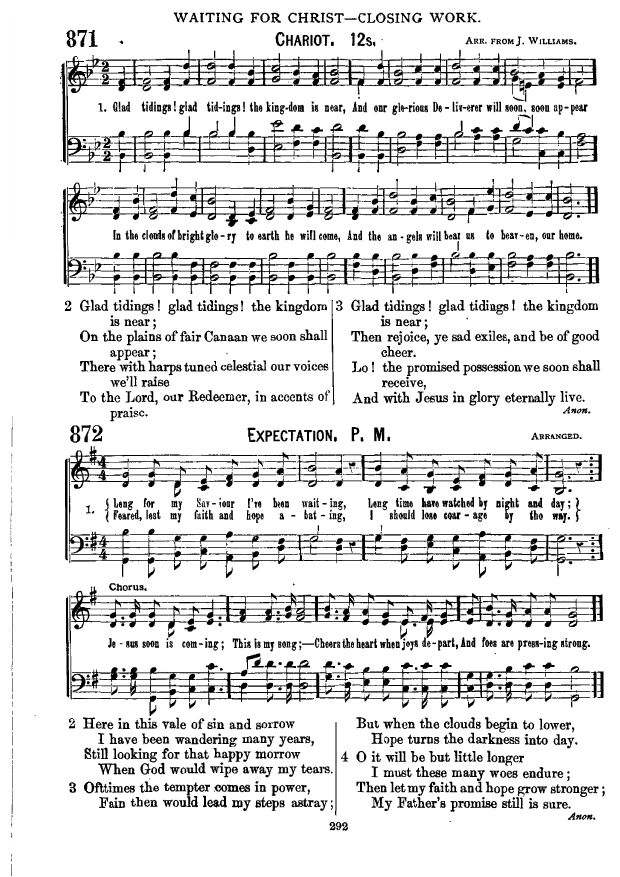 WAITING FOR CHRIST—CLOSING WORK.
871 CHARIOT. 12s. ARR. FROM J. WILLIAMS.
1. Glad tidings! glad tid-ings! the king-dom is near, And our glo-rious De-liv-erer will soon, soon ap-pear
In the clouds of bright glo-ry to earth he will come, And the an-gels will bear us to heav-en, our home.
2 Glad tidings! glad tidings! the kingdom
is near;
On the plains of fair Canaan we soon shall
appear;
There with harps tuned celestial our voices
we'll raise
To the Lord, our Redeemer, in accents of
praise.
3 Glad tidings! glad tidings! the kingdom
is near;
Then rejoice, ye sad exiles, and be of good
cheer.
Lo! the promised possession we soon shall
receive,
And with Jesus in glory eternally live.
Anon.
872 EXPECTATION. P. M. ARRANGED.
1. { Long for my Sav-iour I've been wait-ing, Long time have watched by night and day; }
{ Feared, lest my faith and hope a-bat-ing, I should lose cour-age by the way. }
Chorus.
Je-sus soon is com-ing; This is my song;—Cheers the heart when joys de-part, And foes are press-ing strong.
2 Here in this vale of sin and sorrow
I have been wandering many years,
Still looking for that happy morrow
When God would wipe away my tears.
3 Ofttimes the tempter comes in power,
Fain then would lead my steps astray;
But when the clouds begin to lower,
Hope turns the darkness into day.
4 O it will be but little longer
I must these many woes endure;
Then let my faith and hope grow stronger;
My Father's promise still is sure.
Anon.
292